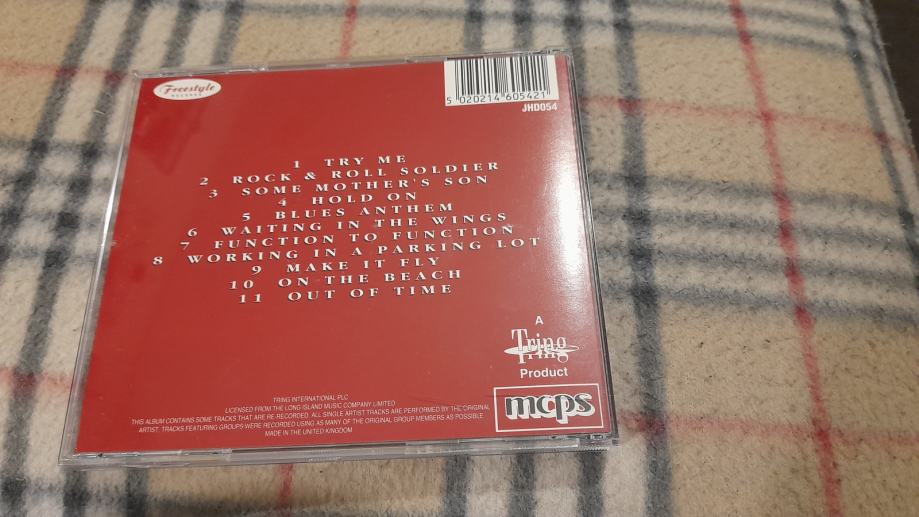 Freestyle
RECORDS
5 020214 605421
JHD054
1 TRY ME
2 ROCK & ROLL SOLDIER
3 SOME MOTHER'S SON
4 HOLD ON
5 BLUES ANTHEM
6 WAITING IN THE WINGS
7 FUNCTION TO FUNCTION
8 WORKING IN A PARKING LOT
9 MAKE IT FLY
10 ON THE BEACH
11 OUT OF TIME
A
Tring
Tring
Product
mcps
TRING INTERNATIONAL PLC
LICENSED FROM THE LONG ISLAND MUSIC COMPANY LIMITED
THIS ALBUM CONTAINS SOME TRACKS THAT ARE RE-RECORDED. ALL SINGLE ARTIST TRACKS ARE PERFORMED BY THE ORIGINAL
ARTIST. TRACKS FEATURING GROUPS WERE RECORDED USING AS MANY OF THE ORIGINAL GROUP MEMBERS AS POSSIBLE.
MADE IN THE UNITED KINGDOM